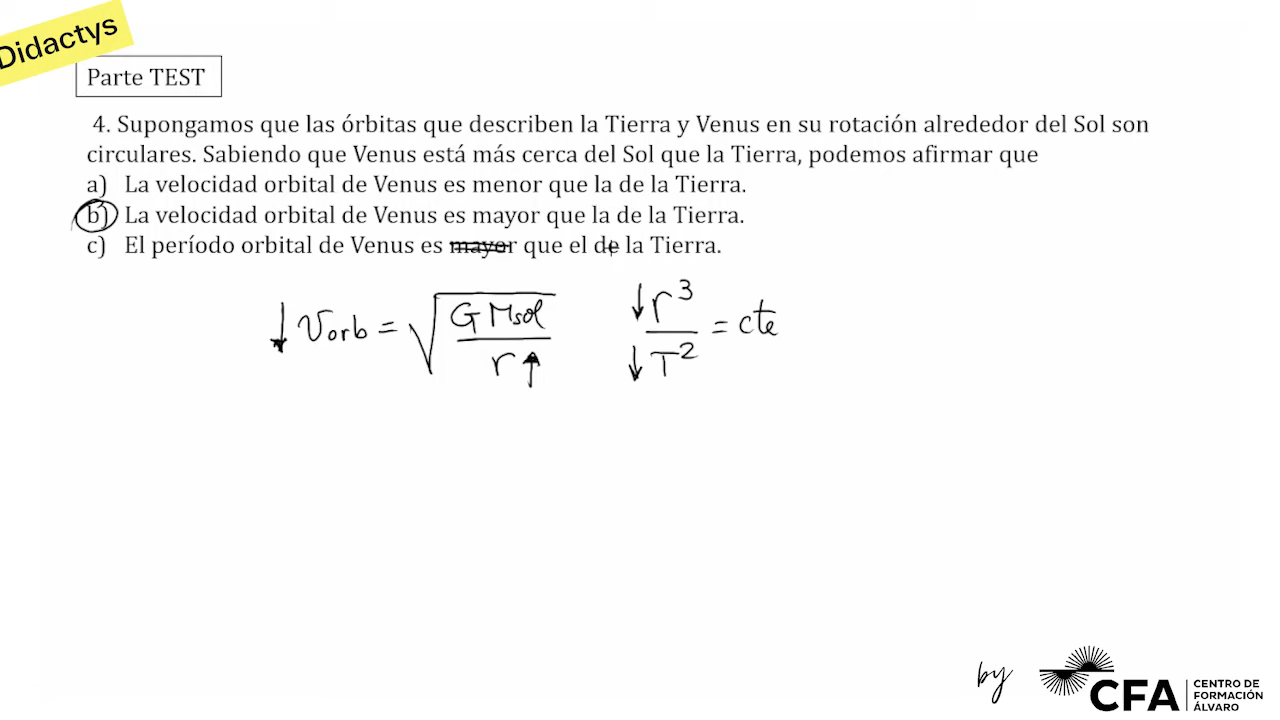 Didactys
Parte TEST
4. Supongamos que las órbitas que describen la Tierra y Venus en su rotación alrededor del Sol son
circulares. Sabiendo que Venus está más cerca del Sol que la Tierra, podemos afirmar que
a) La velocidad orbital de Venus es menor que la de la Tierra.
b) La velocidad orbital de Venus es mayor que la de la Tierra.
c) El período orbital de Venus es mayor que el de la Tierra.
↓ Vorb = √(G Msol / r↑)
↓r³ / ↓T² = cte
by
CFA
CENTRO DE
FORMACIÓN
ÁLVARO